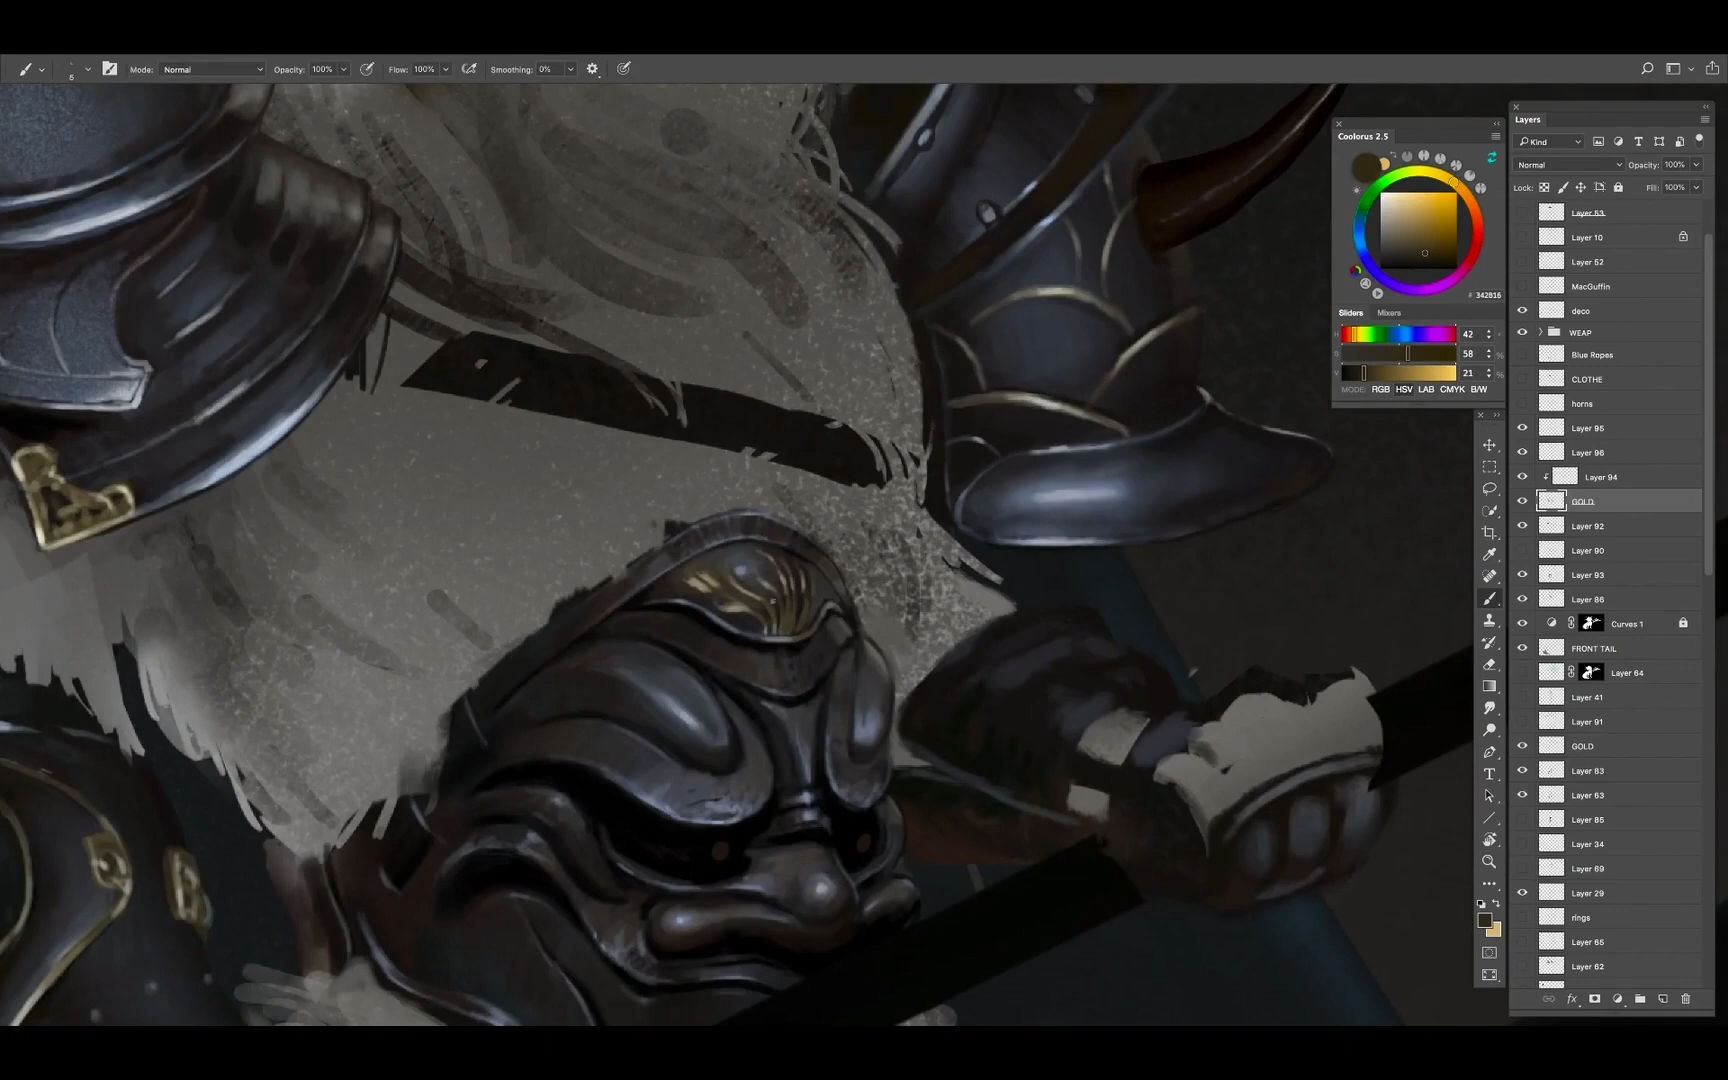 5 Mode: Normal Opacity: 100% Flow: 100% Smoothing: 0%
Coolorus 2.5
# 342816
Sliders Mixers
H 42 °
S 58 %
V 21 %
MODE: RGB HSV LAB CMYK B/W
Layers
Kind
Normal Opacity: 100%
Lock: Fill: 100%
Layer 53
Layer 10
Layer 52
MacGuffin
deco
WEAP
Blue Ropes
CLOTHE
horns
Layer 95
Layer 96
Layer 94
GOLD
Layer 92
Layer 90
Layer 93
Layer 86
Curves 1
FRONT TAIL
Layer 64
Layer 41
Layer 91
GOLD
Layer 83
Layer 63
Layer 85
Layer 34
Layer 69
Layer 29
rings
Layer 65
Layer 62
fx